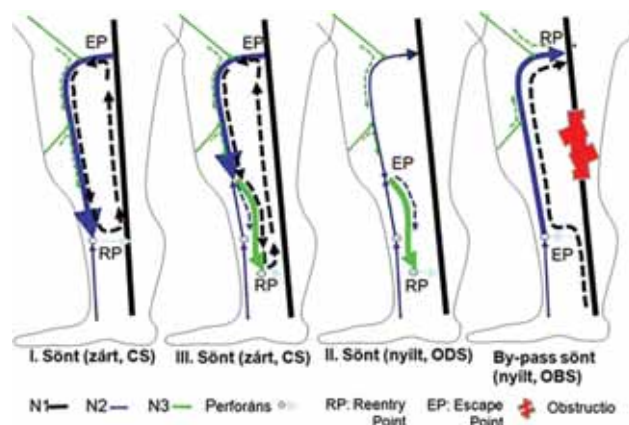 EP
RP
EP
RP
EP
RP
RP
EP
I. Sönt (zárt, CS)
III. Sönt (zárt, CS)
II. Sönt (nyílt, ODS)
By-pass sönt
(nyílt, OBS)
N1
N2
N3
Perforáns
RP: Reentry
Point
EP: Escape
Point
Obstructio